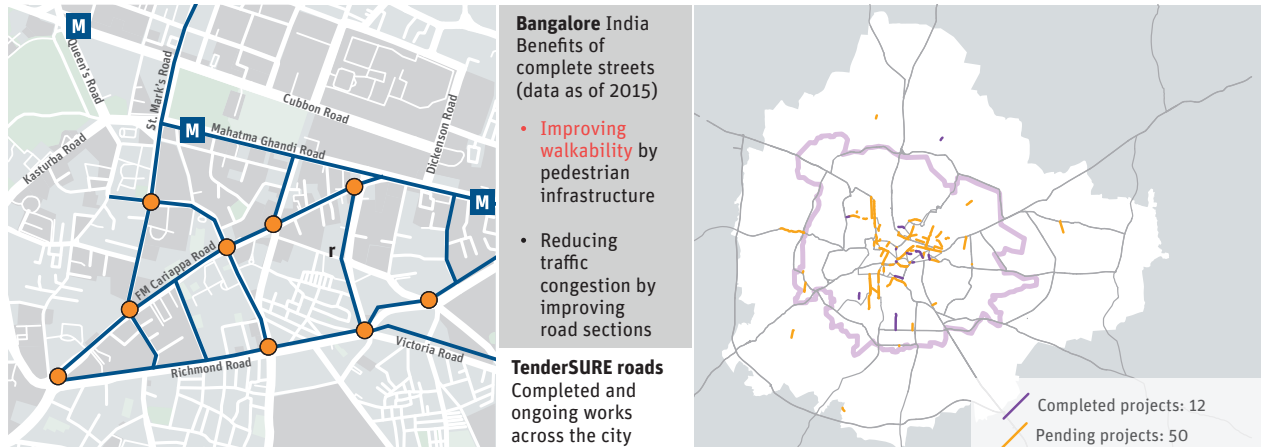 M
Queen's Road
St. Mark's Road
Cubbon Road
M
Mahatma Ghandi Road
Dickenson Road
Kasturba Road
M
r
FM Cariappa Road
Richmond Road
Victoria Road
Bangalore India
Benefits of
complete streets
(data as of 2015)
• Improving
walkability by
pedestrian
infrastructure
• Reducing
traffic
congestion by
improving
road sections
TenderSURE roads
Completed and
ongoing works
across the city
Completed projects: 12
Pending projects: 50